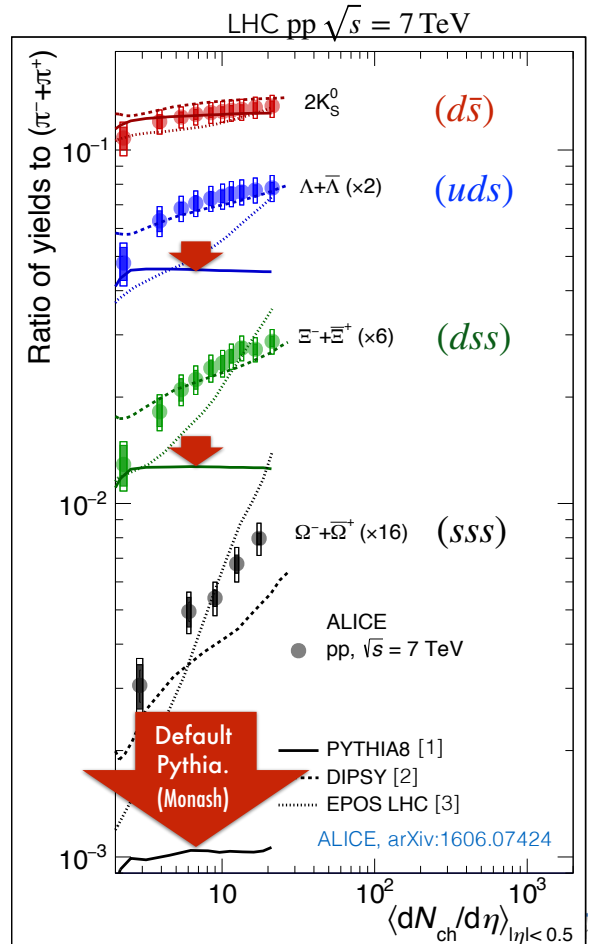 LHC pp √s = 7 TeV
Ratio of yields to (π⁻+π⁺)
10⁻¹
10⁻²
10⁻³
2K⁰_S
(ds̄)
Λ+Λ̄ (×2)
(uds)
Ξ⁻+Ξ̄⁺ (×6)
(dss)
Ω⁻+Ω̄⁺ (×16)
(sss)
ALICE
pp, √s = 7 TeV
Default
Pythia.
(Monash)
PYTHIA8 [1]
DIPSY [2]
EPOS LHC [3]
ALICE, arXiv:1606.07424
10
10²
10³
⟨dN_ch/dη⟩_|η|< 0.5